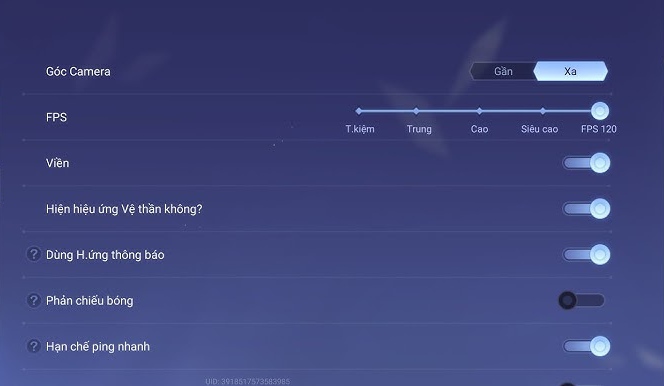 Góc Camera
Gần
Xa
FPS
T.kiệm
Trung
Cao
Siêu cao
FPS 120
Viền
Hiện hiệu ứng Vệ thần không?
? Dùng H.ứng thông báo
? Phản chiếu bóng
? Hạn chế ping nhanh
UID: 3918517573583985